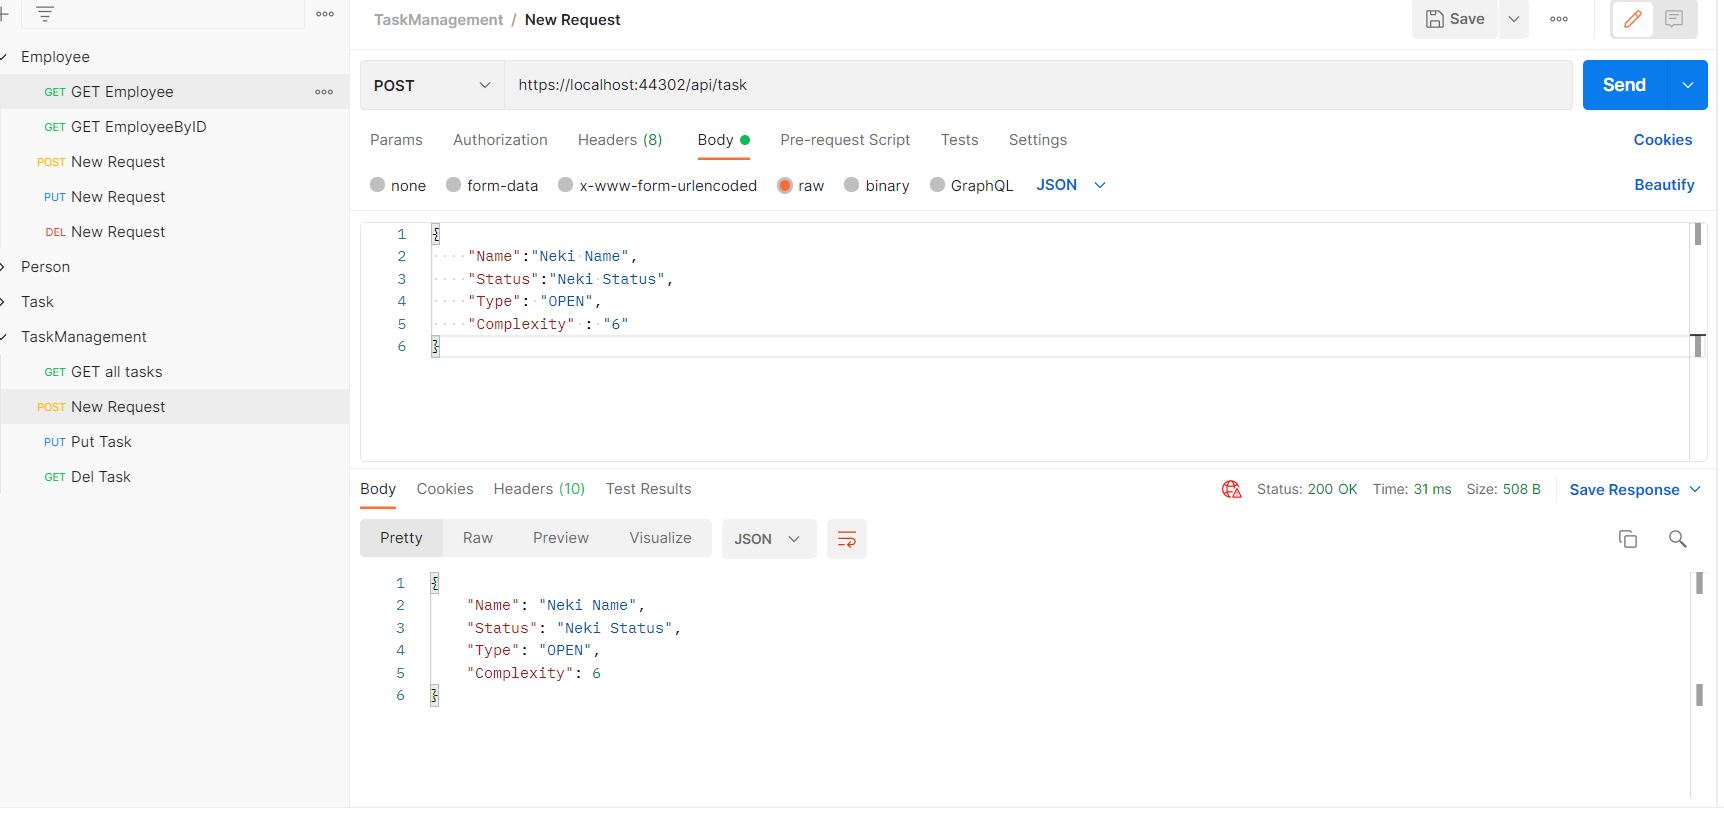 TaskManagement / New Request
Save
Employee
GET GET Employee
GET GET EmployeeByID
POST New Request
PUT New Request
DEL New Request
Person
Task
TaskManagement
GET GET all tasks
POST New Request
PUT Put Task
GET Del Task
POST https://localhost:44302/api/task Send
Params Authorization Headers (8) Body Pre-request Script Tests Settings Cookies
none form-data x-www-form-urlencoded raw binary GraphQL JSON Beautify
1 {
2 "Name":"Neki Name",
3 "Status":"Neki Status",
4 "Type": "OPEN",
5 "Complexity" : "6"
6 }
Body Cookies Headers (10) Test Results Status: 200 OK Time: 31 ms Size: 508 B Save Response
Pretty Raw Preview Visualize JSON
1 {
2 "Name": "Neki Name",
3 "Status": "Neki Status",
4 "Type": "OPEN",
5 "Complexity": 6
6 }